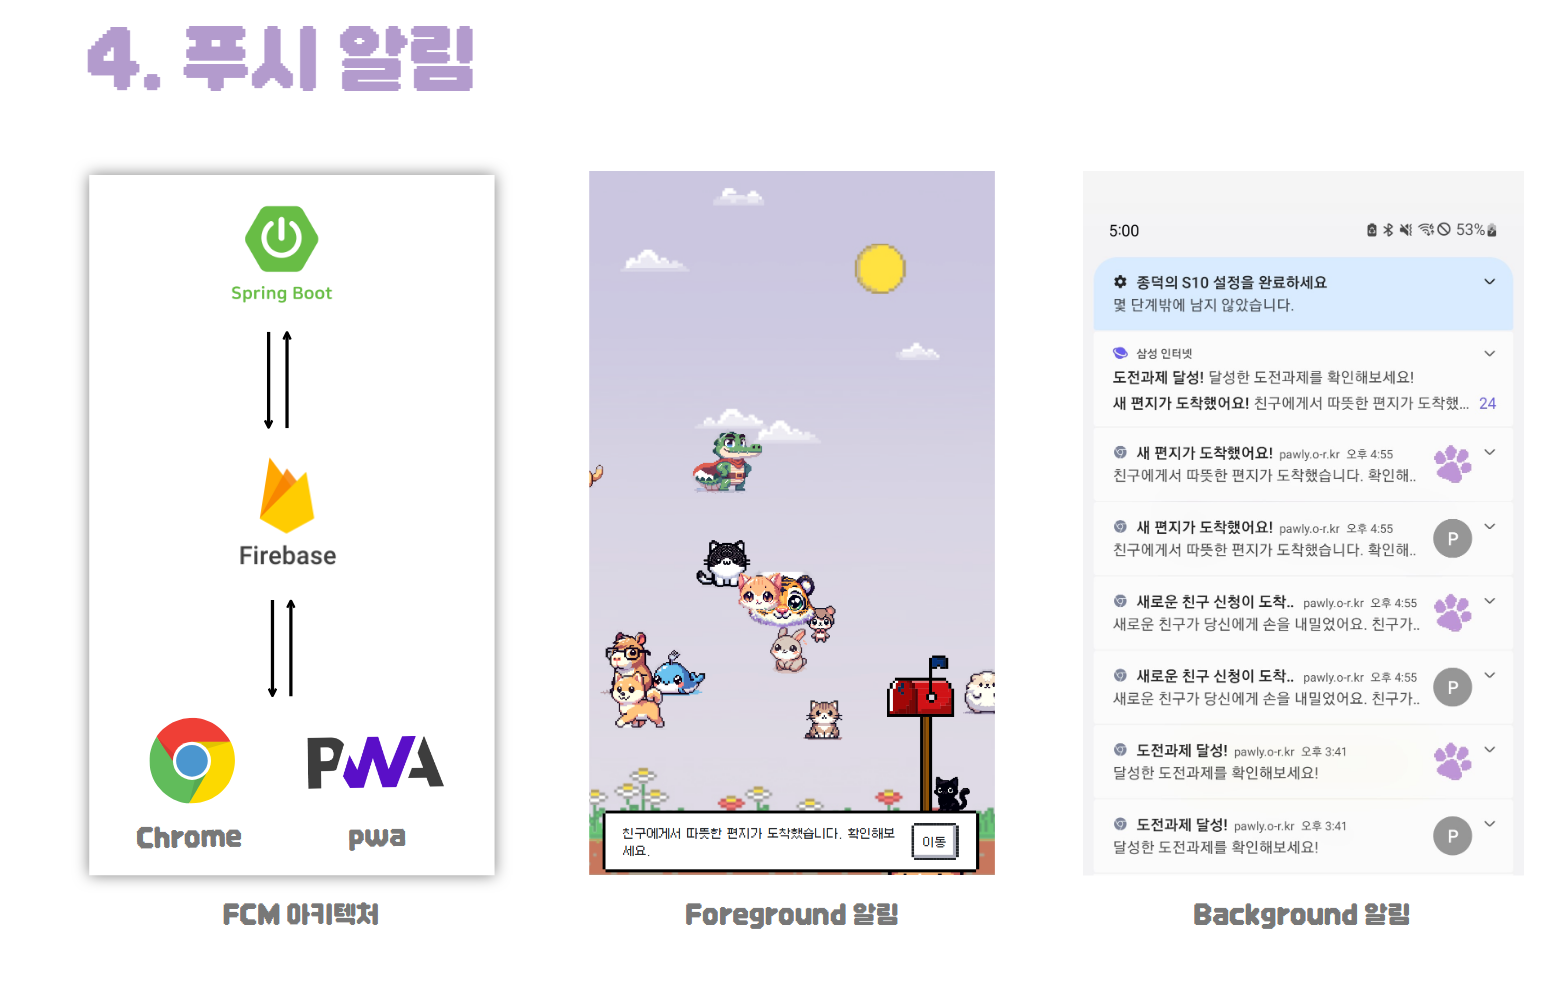 4. 푸시 알림
Spring Boot
Firebase
PWA
Chrome
pwa
FCM 아키텍처
친구에게서 따뜻한 편지가 도착했습니다. 확인해보
세요.
이동
Foreground 알림
5:00
53%
종덕의 S10 설정을 완료하세요
몇 단계밖에 남지 않았습니다.
삼성 인터넷
도전과제 달성! 달성한 도전과제를 확인해보세요!
새 편지가 도착했어요! 친구에게서 따뜻한 편지가 도착했... 24
새 편지가 도착했어요! pawly.o-r.kr 오후 4:55
친구에게서 따뜻한 편지가 도착했습니다. 확인해..
새 편지가 도착했어요! pawly.o-r.kr 오후 4:55
친구에게서 따뜻한 편지가 도착했습니다. 확인해..
P
새로운 친구 신청이 도착.. pawly.o-r.kr 오후 4:55
새로운 친구가 당신에게 손을 내밀었어요. 친구가..
새로운 친구 신청이 도착.. pawly.o-r.kr 오후 4:55
새로운 친구가 당신에게 손을 내밀었어요. 친구가..
P
도전과제 달성! pawly.o-r.kr 오후 3:41
달성한 도전과제를 확인해보세요!
도전과제 달성! pawly.o-r.kr 오후 3:41
달성한 도전과제를 확인해보세요!
P
Background 알림